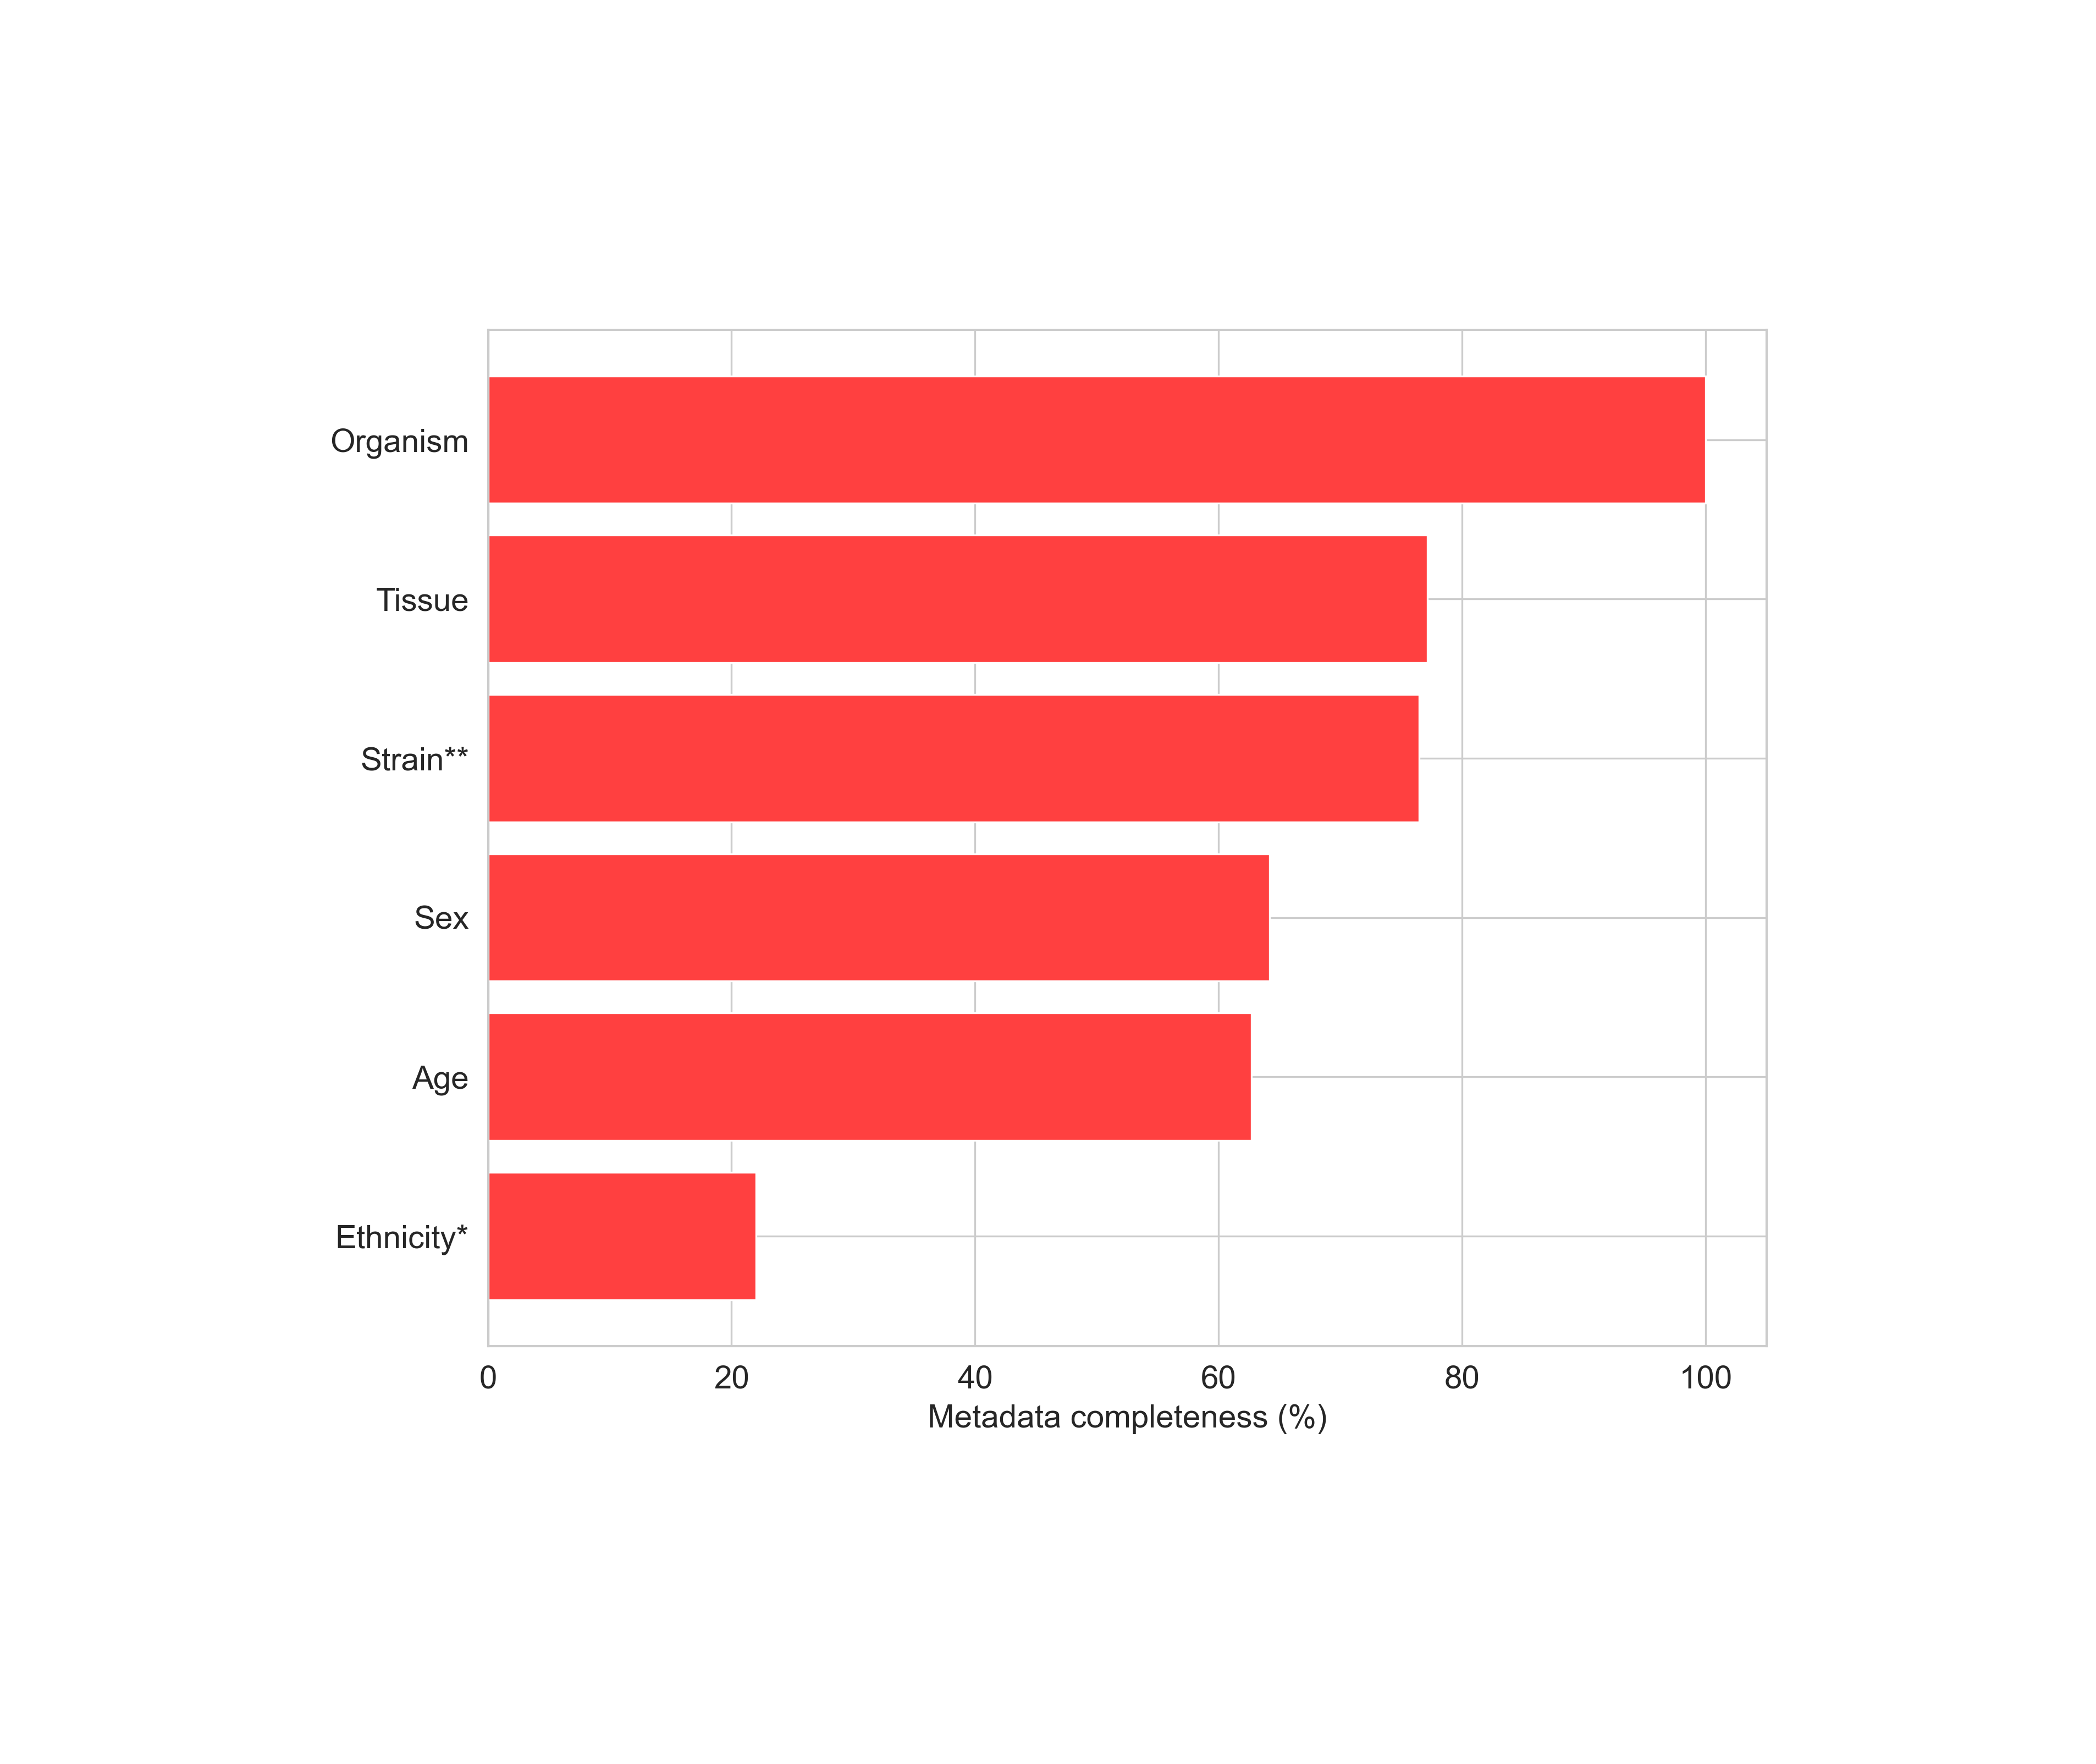 Organism
Tissue
Strain**
Sex
Age
Ethnicity*
0 20 40 60 80 100
Metadata completeness (%)